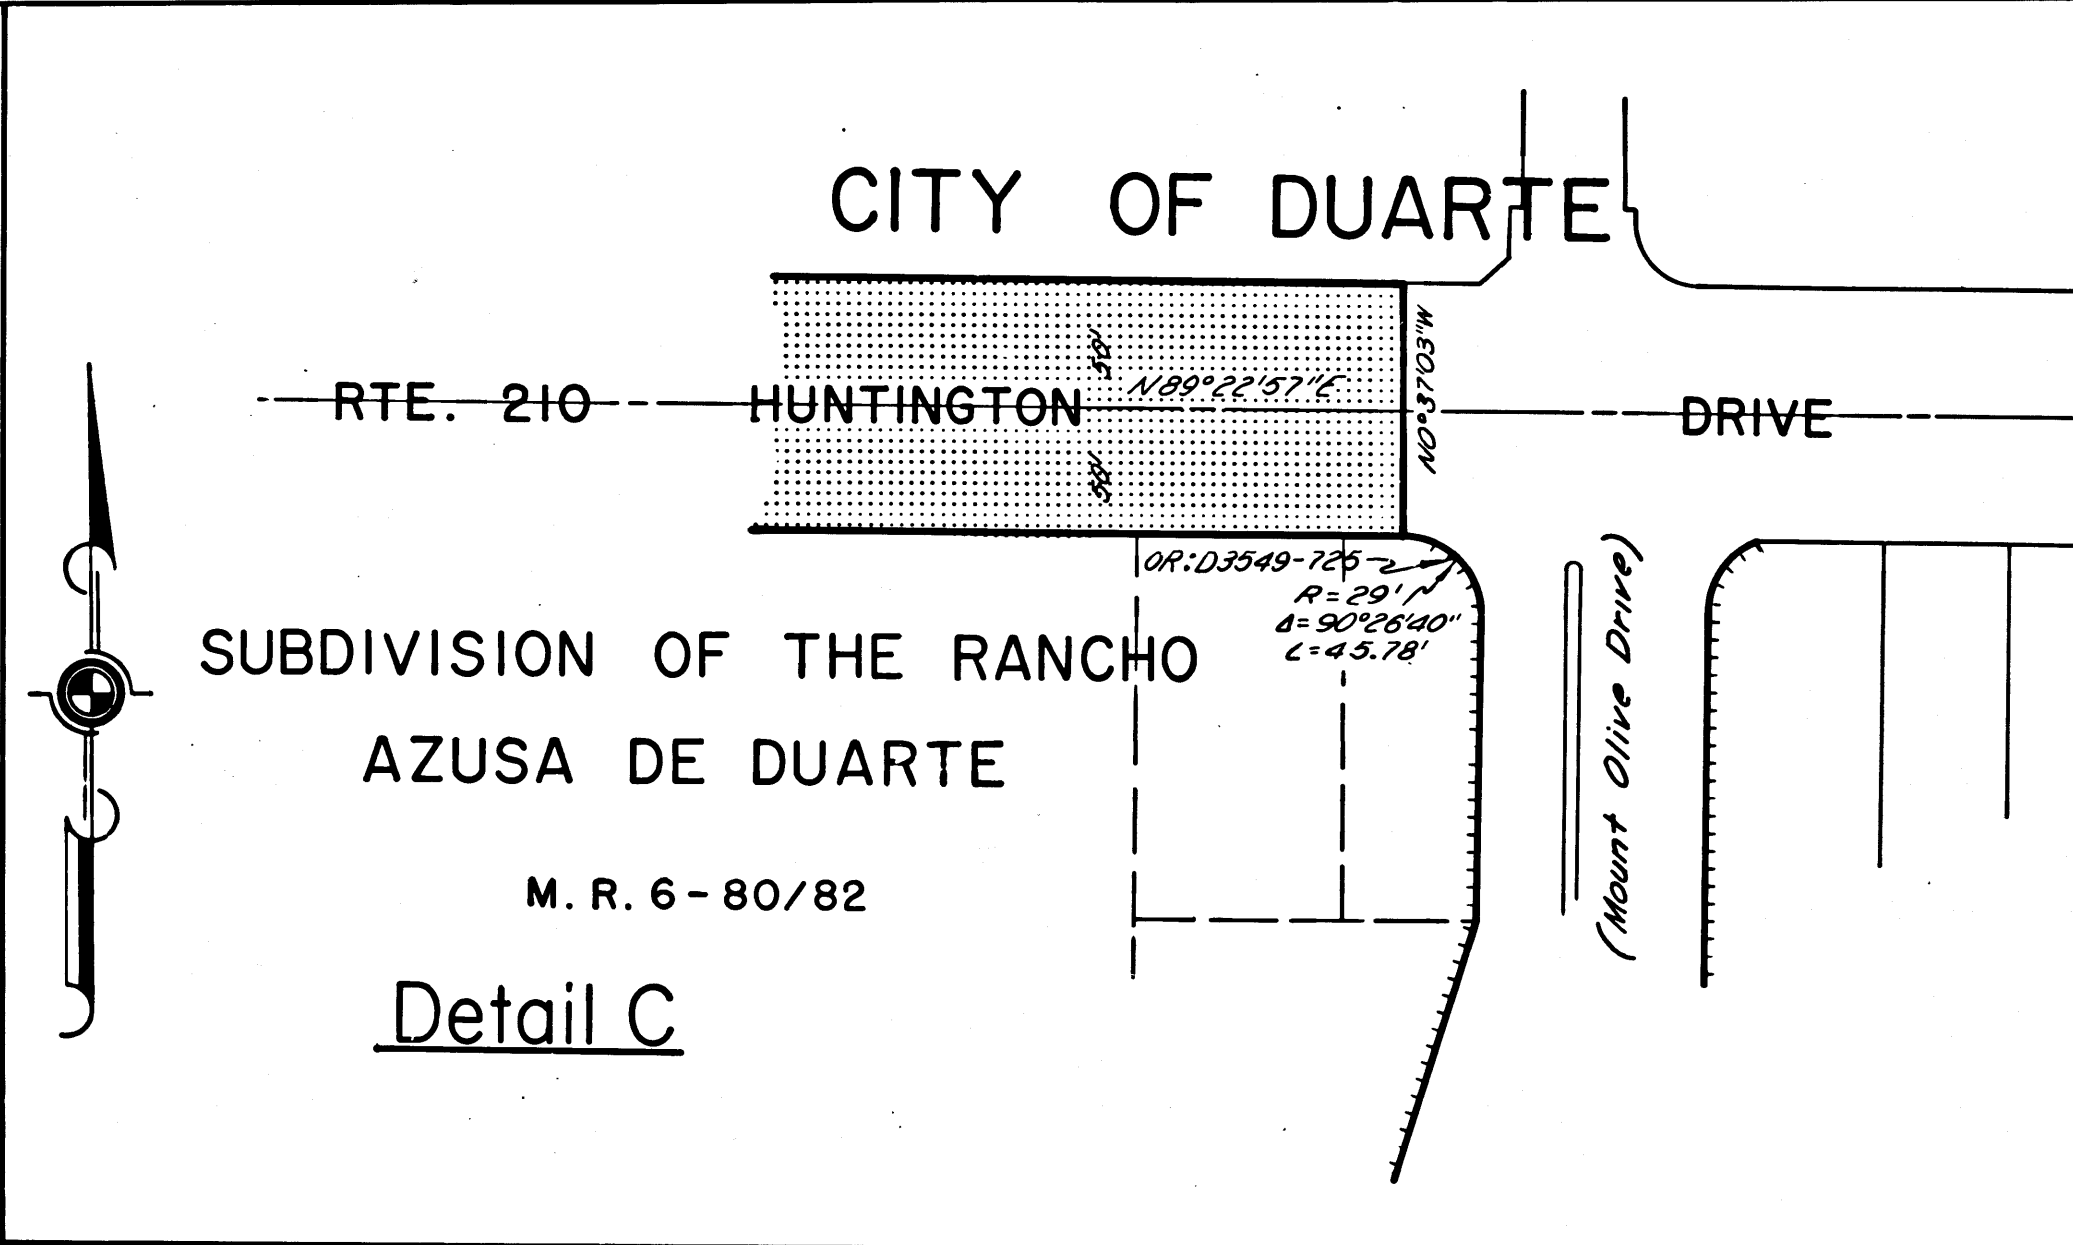 CITY OF DUARTE
50'
N89°22'57"E
N0°37'03"W
RTE. 210 HUNTINGTON DRIVE
50'
OR:D3549-725
R=29'
Δ=90°26'40"
L=45.78'
(Mount Olive Drive)
SUBDIVISION OF THE RANCHO
AZUSA DE DUARTE
M. R. 6-80/82
Detail C